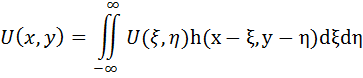 U(x, y) = ∬_{-∞}^{∞} U(ξ, η)h(x − ξ, y − η)dξdη